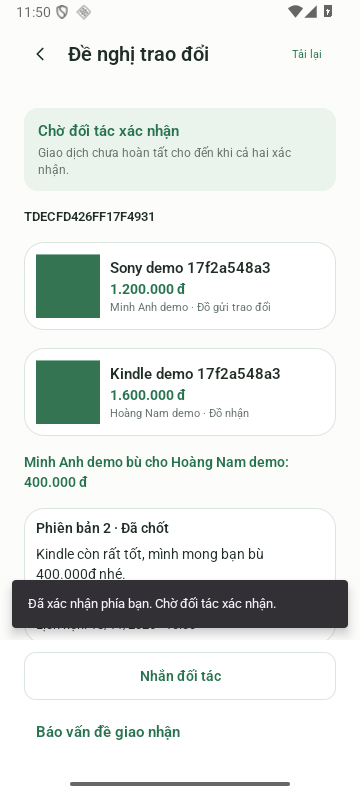 11:50
Đề nghị trao đổi
Tải lại
Chờ đối tác xác nhận
Giao dịch chưa hoàn tất cho đến khi cả hai xác
nhận.
TDECFD426FF17F4931
Sony demo 17f2a548a3
1.200.000 đ
Minh Anh demo · Đồ gửi trao đổi
Kindle demo 17f2a548a3
1.600.000 đ
Hoàng Nam demo · Đồ nhận
Minh Anh demo bù cho Hoàng Nam demo:
400.000 đ
Phiên bản 2 · Đã chốt
Kindle còn rất tốt, mình mong bạn bù
400.000đ nhé.
Đã xác nhận phía bạn. Chờ đối tác xác nhận.
Nhắn đối tác
Báo vấn đề giao nhận